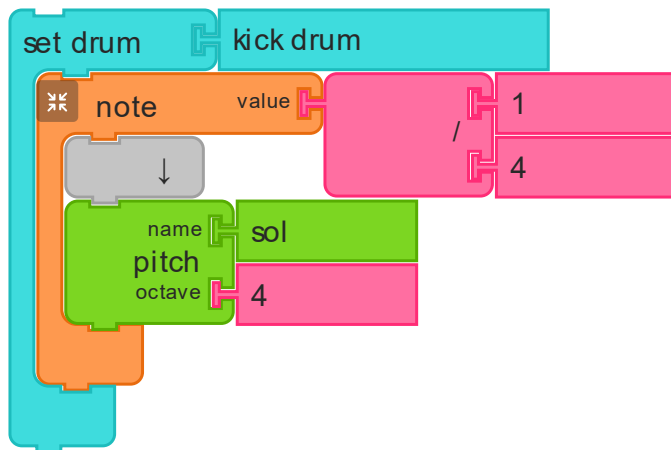 set drum kick drum
note value 1
/
4
↓
name sol
pitch
octave 4